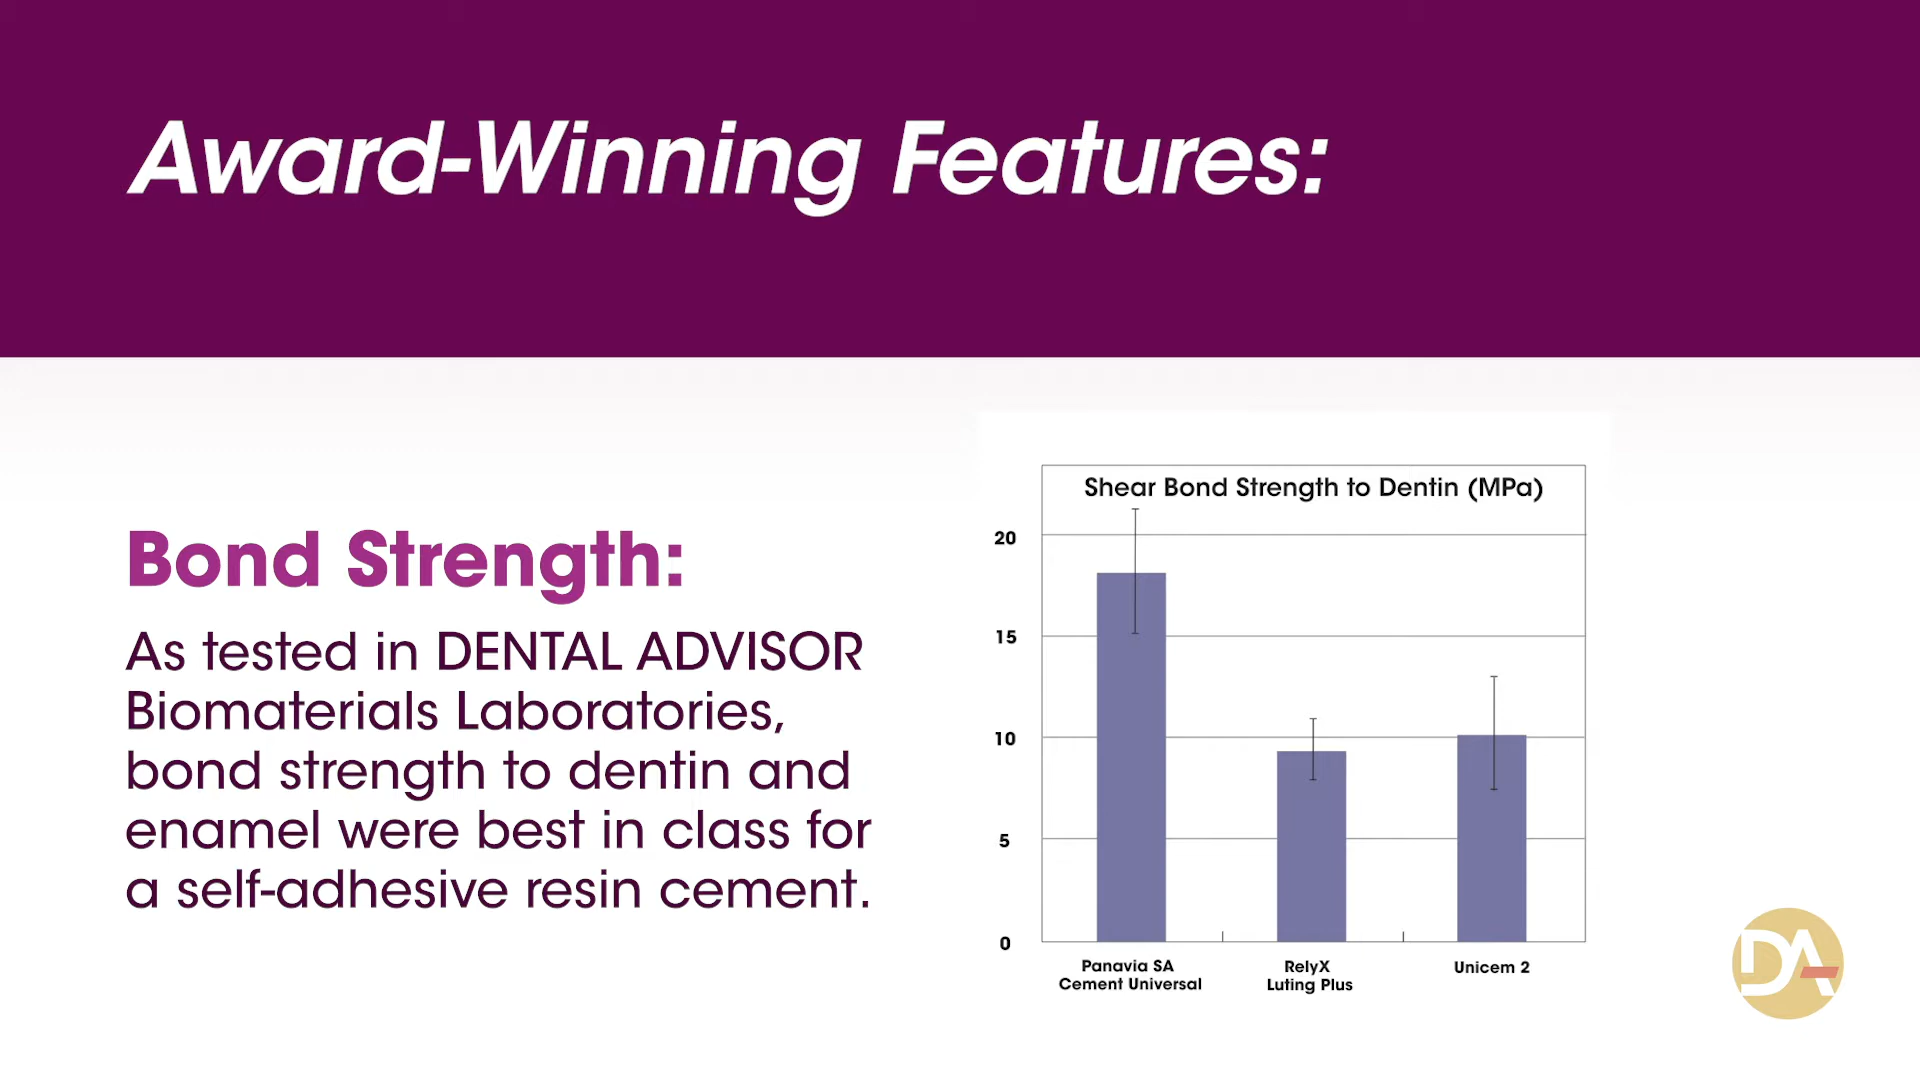 Award-Winning Features:
Bond Strength:
As tested in DENTAL ADVISOR
Biomaterials Laboratories,
bond strength to dentin and
enamel were best in class for
a self-adhesive resin cement.
Shear Bond Strength to Dentin (MPa)
20
15
10
5
0
Panavia SA
Cement Universal
RelyX
Luting Plus
Unicem 2
DA